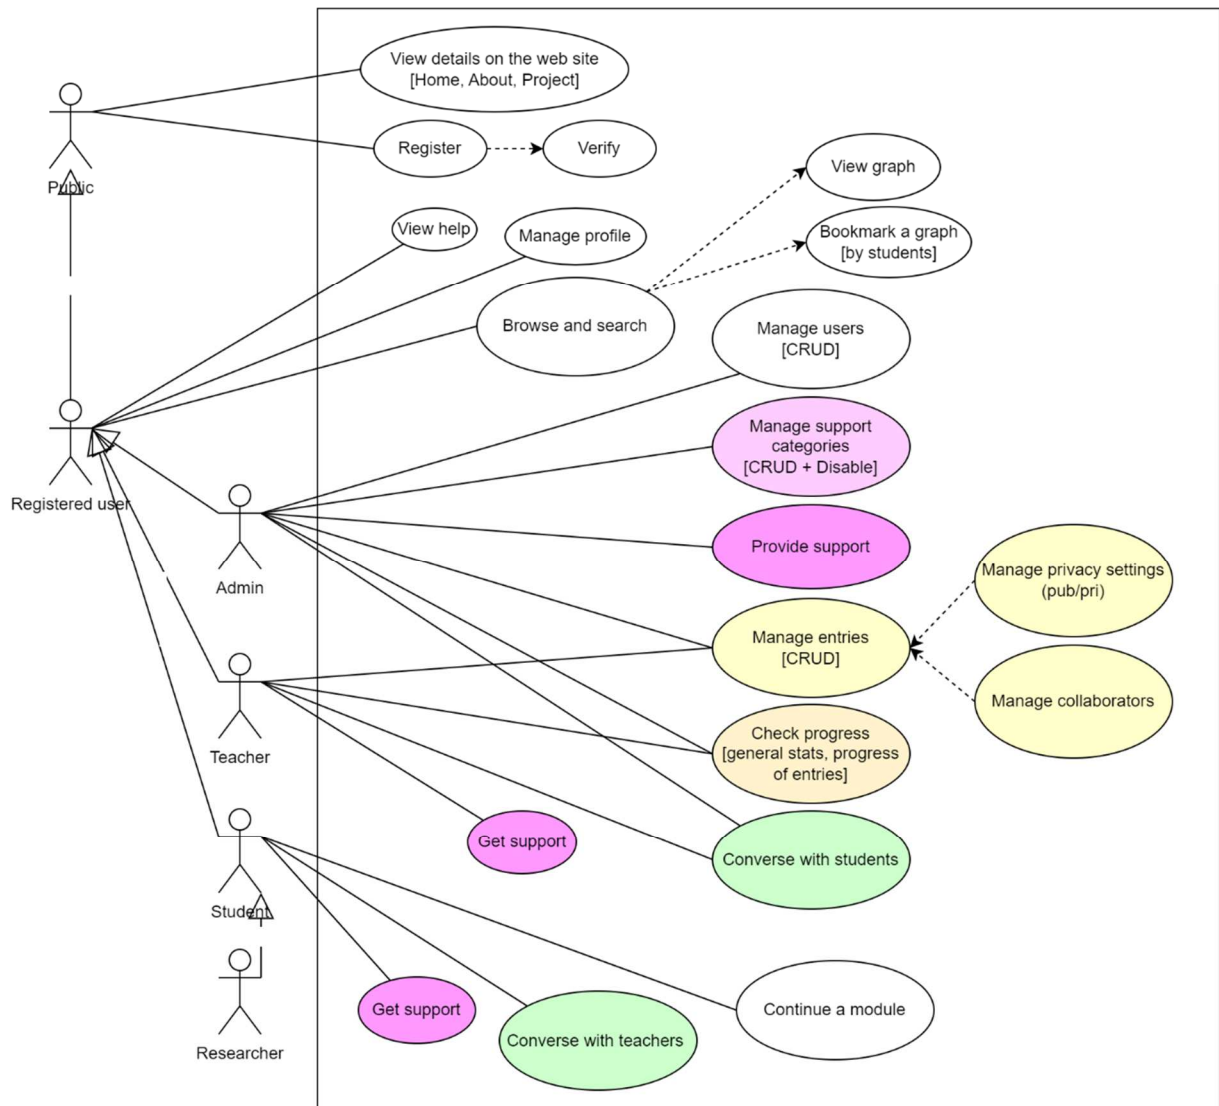 View details on the web site
[Home, About, Project]
Public
Register
Verify
View graph
View help
Manage profile
Bookmark a graph
[by students]
Browse and search
Manage users
[CRUD]
Registered user
Manage support
categories
[CRUD + Disable]
Admin
Provide support
Manage privacy settings
(pub/pri)
Manage entries
[CRUD]
Manage collaborators
Teacher
Check progress
[general stats, progress
of entries]
Get support
Converse with students
Student
Researcher
Get support
Converse with teachers
Continue a module